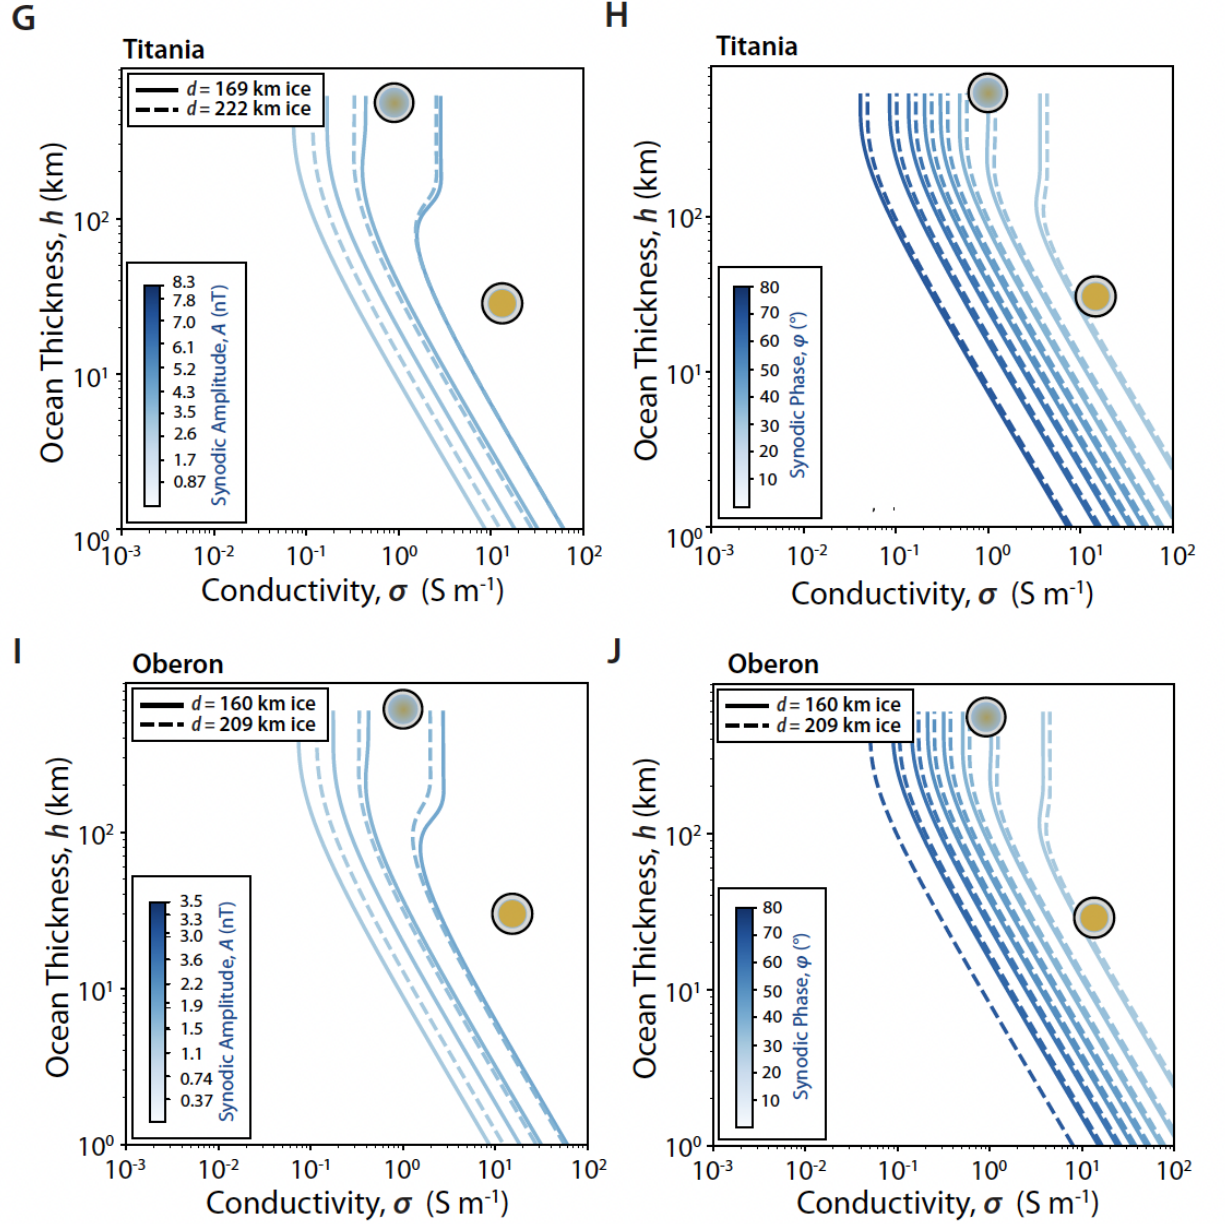 G
Titania
d = 169 km ice
d = 222 km ice
Ocean Thickness, h (km)
10²
10¹
10⁰
8.3
7.8
7.0
6.1
5.2
4.3
3.5
2.6
1.7
0.87
Synodic Amplitude, A (nT)
10⁻³ 10⁻² 10⁻¹ 10⁰ 10¹ 10²
Conductivity, σ (S m⁻¹)
H
Titania
Ocean Thickness, h (km)
10²
10¹
10⁰
80
70
60
50
40
30
20
10
Synodic Phase, φ (°)
10⁻³ 10⁻² 10⁻¹ 10⁰ 10¹ 10²
Conductivity, σ (S m⁻¹)
I
Oberon
d = 160 km ice
d = 209 km ice
Ocean Thickness, h (km)
10²
10¹
10⁰
3.5
3.3
3.0
3.6
2.2
1.9
1.5
1.1
0.74
0.37
Synodic Amplitude, A (nT)
10⁻³ 10⁻² 10⁻¹ 10⁰ 10¹ 10²
Conductivity, σ (S m⁻¹)
J
Oberon
d = 160 km ice
d = 209 km ice
Ocean Thickness, h (km)
10²
10¹
10⁰
80
70
60
50
40
30
20
10
Synodic Phase, φ (°)
10⁻³ 10⁻² 10⁻¹ 10⁰ 10¹ 10²
Conductivity, σ (S m⁻¹)